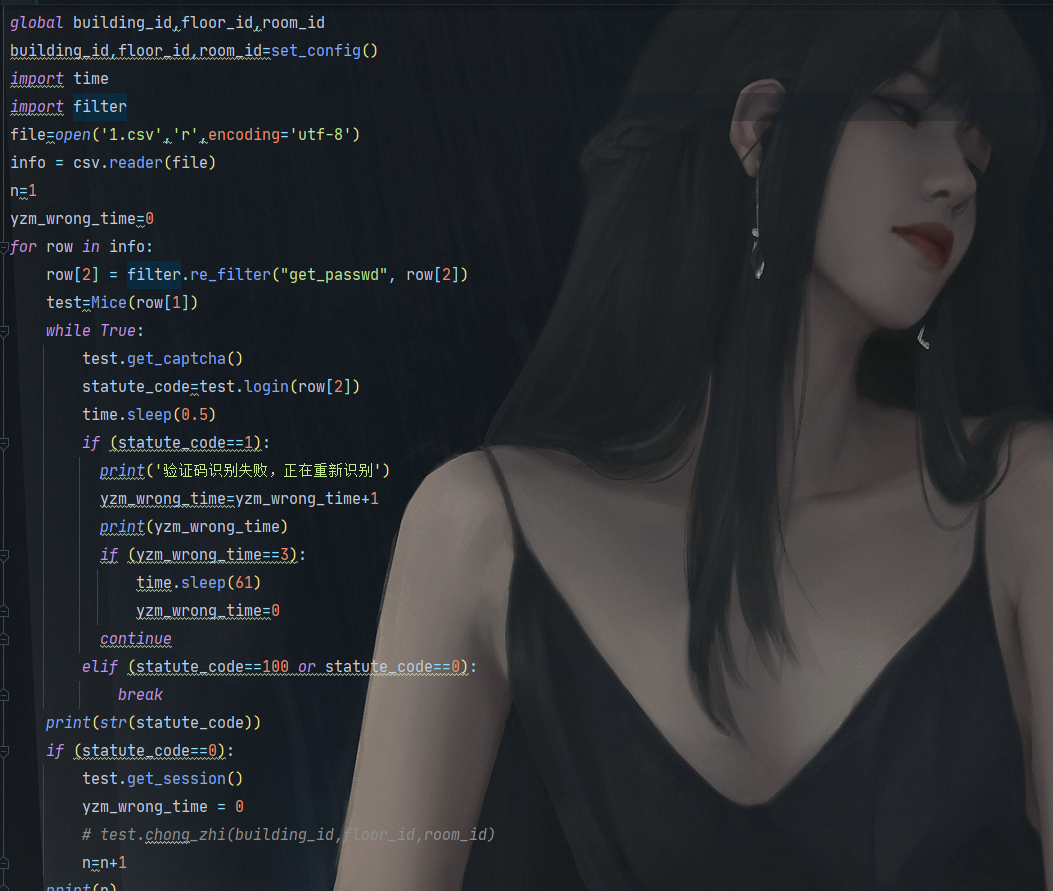 global building_id,floor_id,room_id
building_id,floor_id,room_id=set_config()
import time
import filter
file=open('1.csv','r',encoding='utf-8')
info = csv.reader(file)
n=1
yzm_wrong_time=0
for row in info:
    row[2] = filter.re_filter("get_passwd", row[2])
    test=Mice(row[1])
    while True:
        test.get_captcha()
        statute_code=test.login(row[2])
        time.sleep(0.5)
        if (statute_code==1):
          print('验证码识别失败，正在重新识别')
          yzm_wrong_time=yzm_wrong_time+1
          print(yzm_wrong_time)
          if (yzm_wrong_time==3):
              time.sleep(61)
              yzm_wrong_time=0
          continue
        elif (statute_code==100 or statute_code==0):
            break
    print(str(statute_code))
    if (statute_code==0):
        test.get_session()
        yzm_wrong_time = 0
        # test.chong_zhi(building_id,floor_id,room_id)
        n=n+1
    print(n)